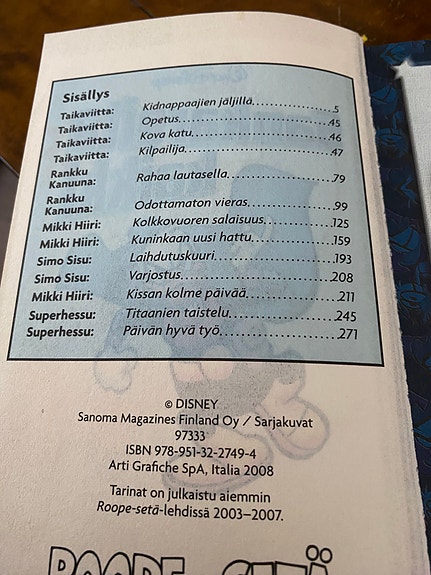 Sisällys
Taikaviitta: Kidnappaajien jäljillä..................5
Taikaviitta: Opetus..................45
Taikaviitta: Kova katu..................46
Taikaviitta: Kilpailija..................47
Rankku
Kanuuna: Rahaa lautasella..................79
Rankku
Kanuuna: Odottamaton vieras..................99
Mikki Hiiri: Kolkkovuoren salaisuus..................125
Mikki Hiiri: Kuninkaan uusi hattu..................159
Simo Sisu: Laihdutuskuuri..................193
Simo Sisu: Varjostus..................208
Mikki Hiiri: Kissan kolme päivää..................211
Superhessu: Titaanien taistelu..................245
Superhessu: Päivän hyvä työ..................271
© DISNEY
Sanoma Magazines Finland Oy / Sarjakuvat
97333
ISBN 978-951-32-2749-4
Arti Grafiche SpA, Italia 2008
Tarinat on julkaistu aiemmin
Roope-setä-lehdissä 2003–2007.
ROOPE-SETÄ